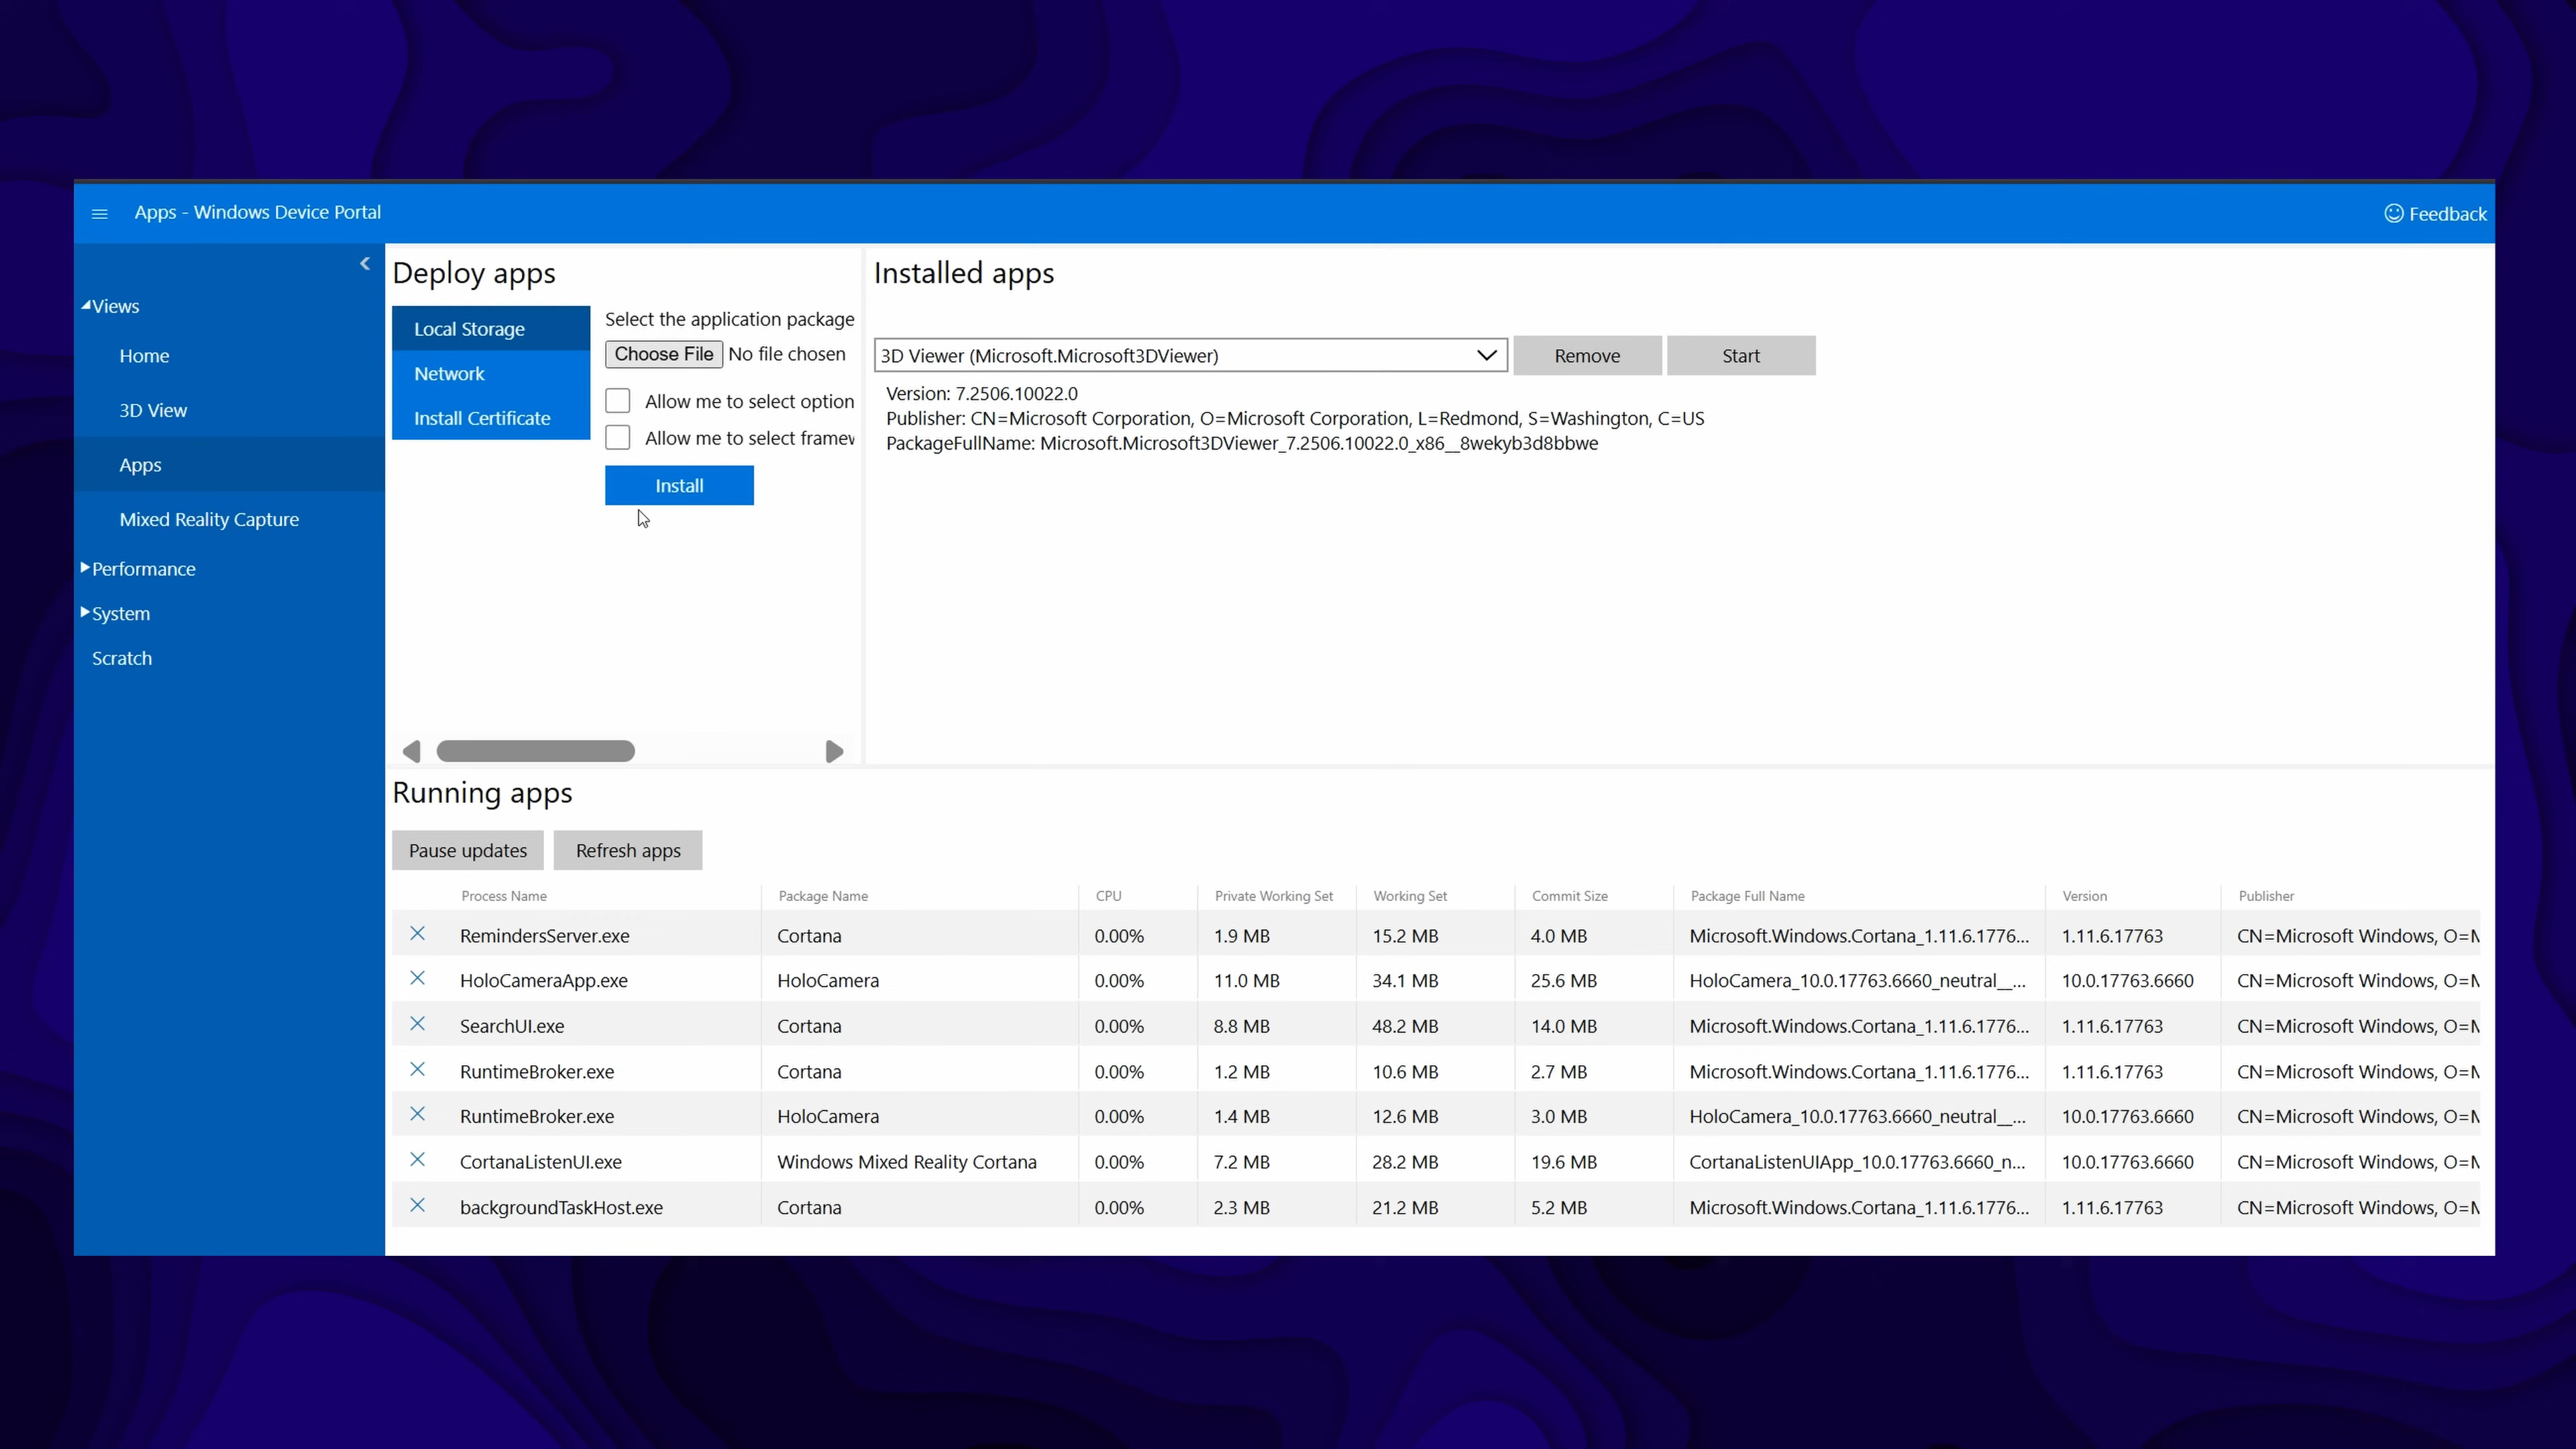 Apps - Windows Device Portal
Feedback
Views
Home
3D View
Apps
Mixed Reality Capture
Performance
System
Scratch
Deploy apps
Local Storage
Network
Install Certificate
Select the application package
Choose File No file chosen
Allow me to select option
Allow me to select framew
Install
Installed apps
3D Viewer (Microsoft.Microsoft3DViewer)
Remove
Start
Version: 7.2506.10022.0
Publisher: CN=Microsoft Corporation, O=Microsoft Corporation, L=Redmond, S=Washington, C=US
PackageFullName: Microsoft.Microsoft3DViewer_7.2506.10022.0_x86__8wekyb3d8bbwe
Running apps
Pause updates
Refresh apps
Process Name Package Name CPU Private Working Set Working Set Commit Size Package Full Name Version Publisher
RemindersServer.exe Cortana 0.00% 1.9 MB 15.2 MB 4.0 MB Microsoft.Windows.Cortana_1.11.6.1776... 1.11.6.17763 CN=Microsoft Windows, O=M
HoloCameraApp.exe HoloCamera 0.00% 11.0 MB 34.1 MB 25.6 MB HoloCamera_10.0.17763.6660_neutral__... 10.0.17763.6660 CN=Microsoft Windows, O=M
SearchUI.exe Cortana 0.00% 8.8 MB 48.2 MB 14.0 MB Microsoft.Windows.Cortana_1.11.6.1776... 1.11.6.17763 CN=Microsoft Windows, O=M
RuntimeBroker.exe Cortana 0.00% 1.2 MB 10.6 MB 2.7 MB Microsoft.Windows.Cortana_1.11.6.1776... 1.11.6.17763 CN=Microsoft Windows, O=M
RuntimeBroker.exe HoloCamera 0.00% 1.4 MB 12.6 MB 3.0 MB HoloCamera_10.0.17763.6660_neutral__... 10.0.17763.6660 CN=Microsoft Windows, O=M
CortanaListenUI.exe Windows Mixed Reality Cortana 0.00% 7.2 MB 28.2 MB 19.6 MB CortanaListenUIApp_10.0.17763.6660_n... 10.0.17763.6660 CN=Microsoft Windows, O=M
backgroundTaskHost.exe Cortana 0.00% 2.3 MB 21.2 MB 5.2 MB Microsoft.Windows.Cortana_1.11.6.1776... 1.11.6.17763 CN=Microsoft Windows, O=M